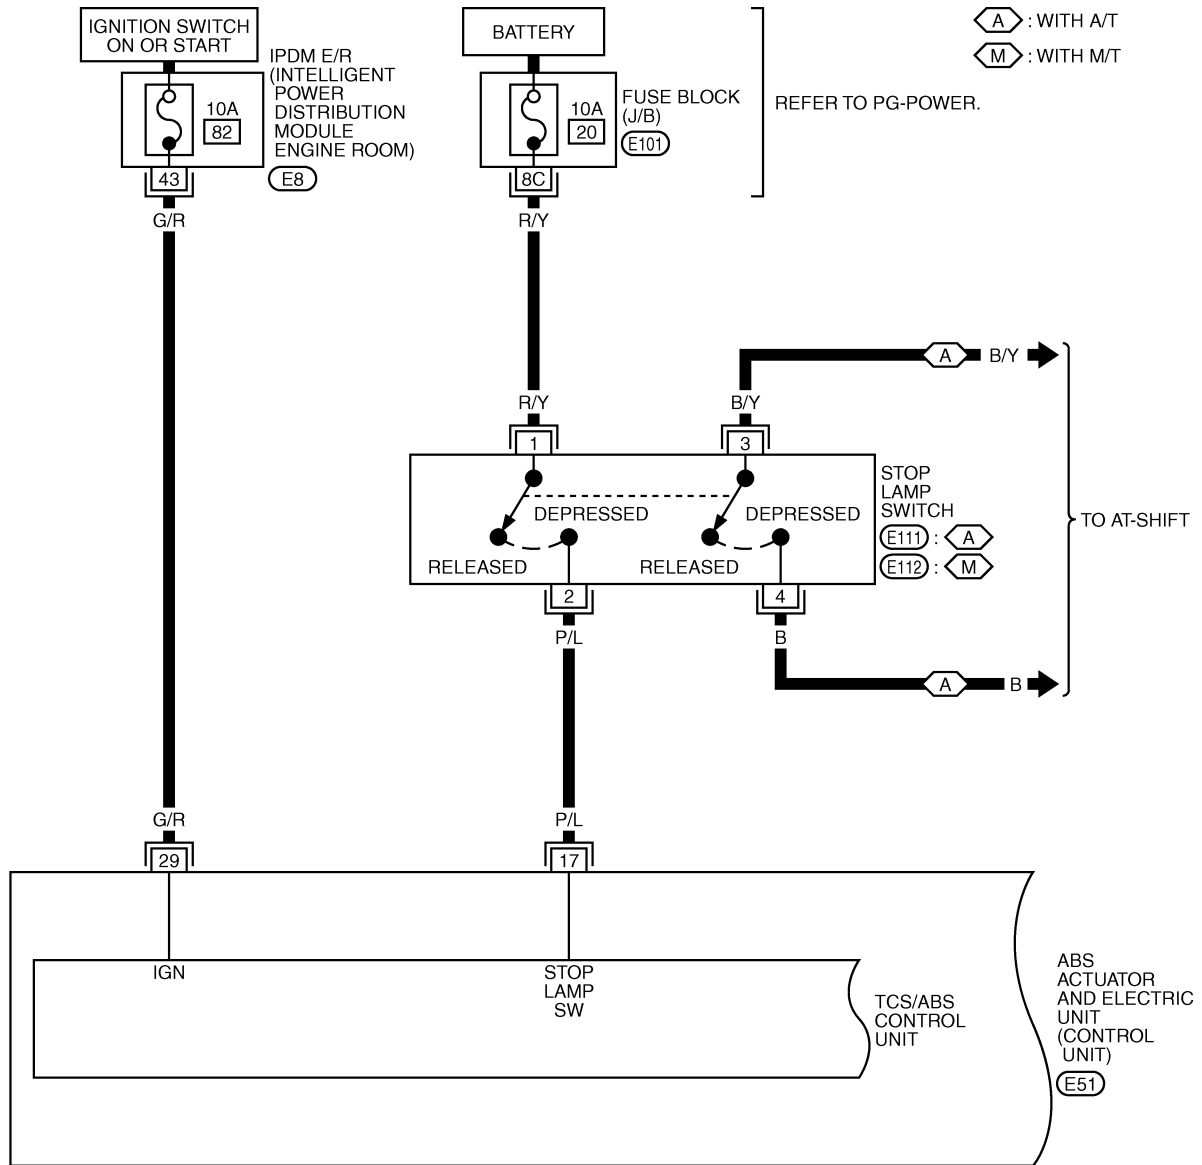 IGNITION SWITCH
ON OR START
BATTERY
A : WITH A/T
M : WITH M/T
IPDM E/R
(INTELLIGENT
POWER
DISTRIBUTION
MODULE
ENGINE ROOM)
E8
10A
82
43
10A
20
8C
FUSE BLOCK
(J/B)
E101
REFER TO PG-POWER.
G/R
R/Y
A
B/Y
R/Y
B/Y
1
3
DEPRESSED
DEPRESSED
RELEASED
RELEASED
STOP
LAMP
SWITCH
E111 : A
E112 : M
TO AT-SHIFT
2
4
P/L
B
A
B
G/R
P/L
29
17
IGN
STOP
LAMP
SW
TCS/ABS
CONTROL
UNIT
ABS
ACTUATOR
AND ELECTRIC
UNIT
(CONTROL
UNIT)
E51